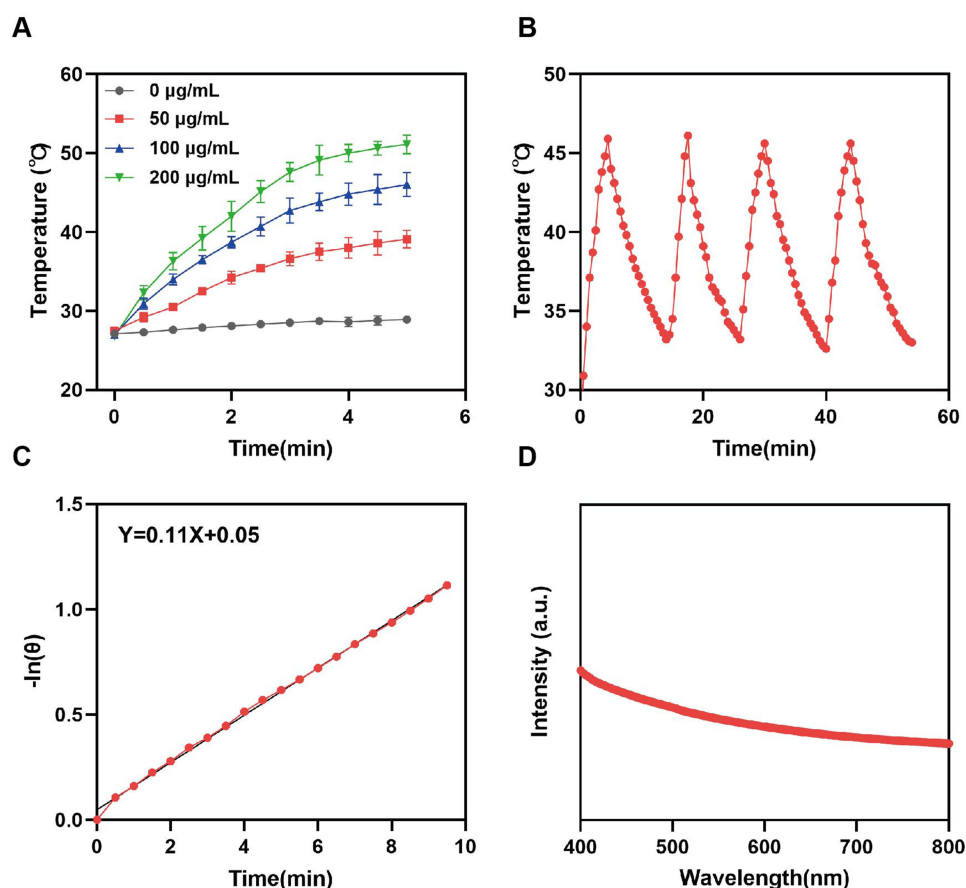 A
Temperature (℃)
60
50
40
30
20
0 μg/mL
50 μg/mL
100 μg/mL
200 μg/mL
0
2
4
6
Time(min)
B
Temperature (℃)
50
45
40
35
30
0
20
40
60
Time(min)
C
-ln(θ)
1.5
1.0
0.5
0.0
Y=0.11X+0.05
0
2
4
6
8
10
Time(min)
D
Intensity (a.u.)
400
500
600
700
800
Wavelength(nm)